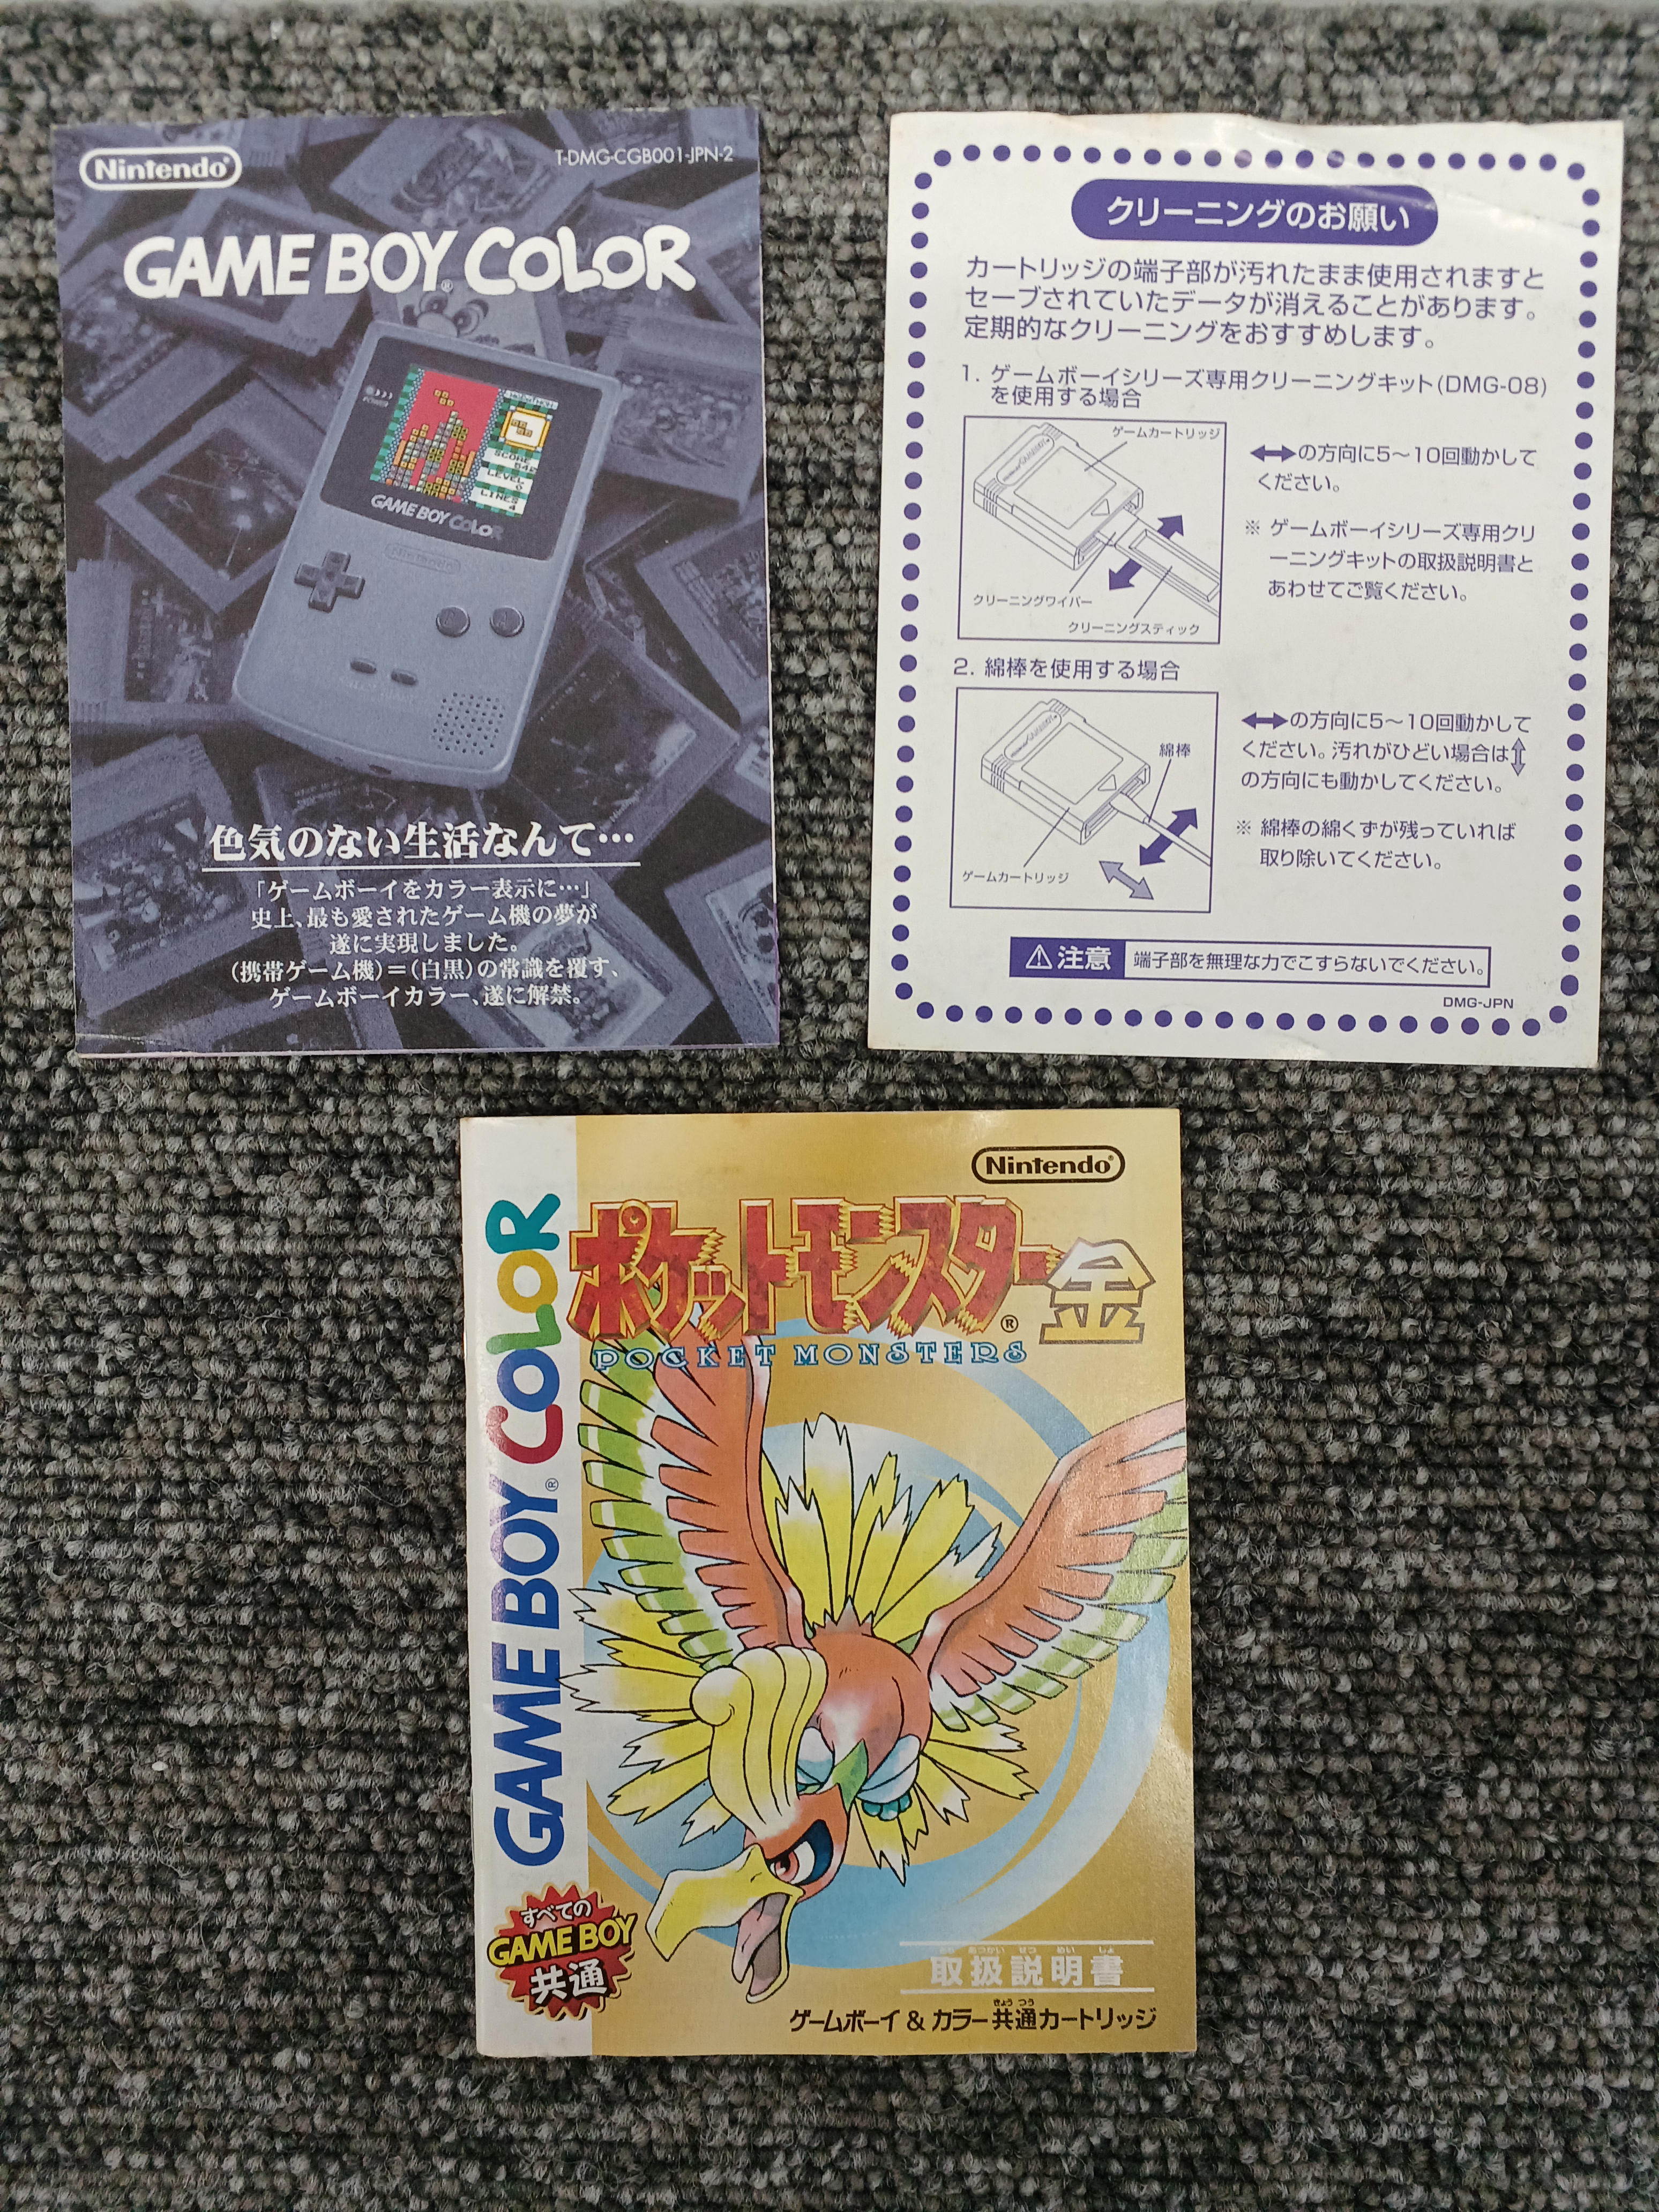 Nintendo®
T-DMG-CGB001-JPN-2
GAME BOY® COLOR
POWER
SCORE
542
LEVEL
0
LINES
4
GAME BOY COLOR
Nintendo
色気のない生活なんて…
「ゲームボーイをカラー表示に…」
史上、最も愛されたゲーム機の夢が
遂に実現しました。
(携帯ゲーム機)=(白黒)の常識を覆す、
ゲームボーイカラー、遂に解禁。
クリーニングのお願い
カートリッジの端子部が汚れたまま使用されますと
セーブされていたデータが消えることがあります。
定期的なクリーニングをおすすめします。
1. ゲームボーイシリーズ専用クリーニングキット(DMG-08)
を使用する場合
ゲームカートリッジ
クリーニングワイパー
クリーニングスティック
⟷の方向に5〜10回動かして
ください。
※ ゲームボーイシリーズ専用クリ
ーニングキットの取扱説明書と
あわせてご覧ください。
2. 綿棒を使用する場合
綿棒
ゲームカートリッジ
⟷の方向に5〜10回動かして
ください。汚れがひどい場合は↕
の方向にも動かしてください。
※ 綿棒の綿くずが残っていれば
取り除いてください。
⚠注意 端子部を無理な力でこすらないでください。
DMG-JPN
Nintendo®
GAME BOY® COLOR
ポケットモンスター金
®
POCKET MONSTERS
すべての
GAME BOY
共通
取扱説明書
ゲームボーイ & カラー共通カートリッジ